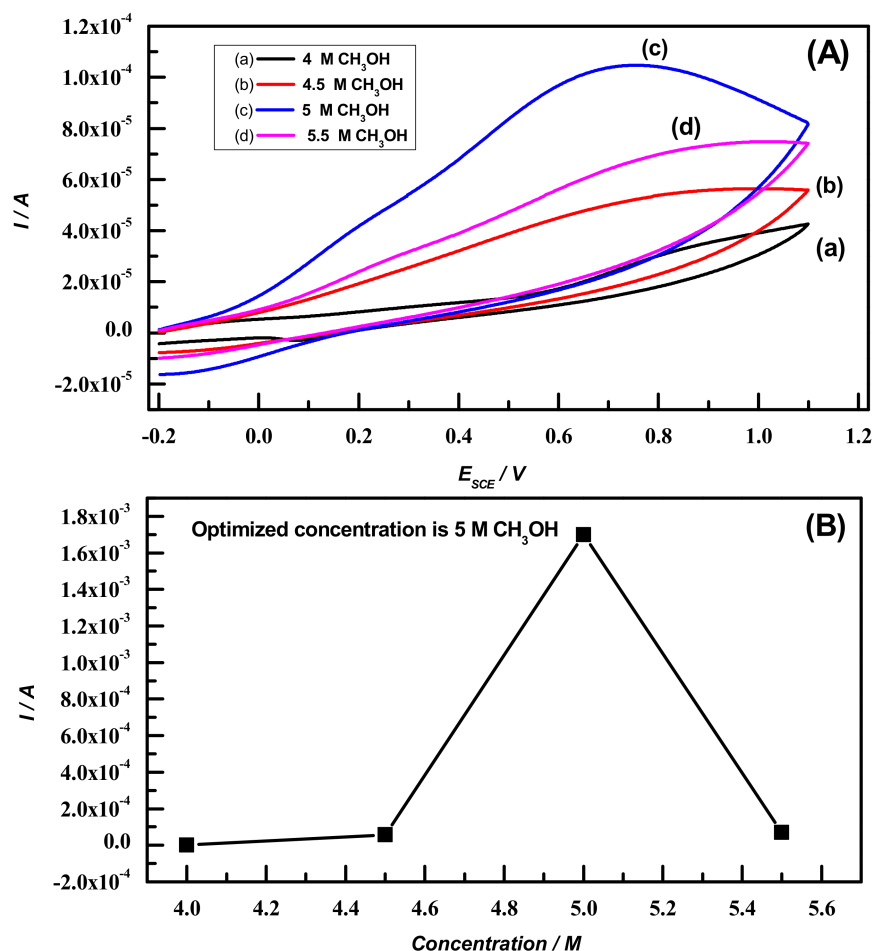 1.2x10⁻⁴
1.0x10⁻⁴
8.0x10⁻⁵
6.0x10⁻⁵
4.0x10⁻⁵
2.0x10⁻⁵
0.0
-2.0x10⁻⁵
I / A
(a) 4 M CH₃OH
(b) 4.5 M CH₃OH
(c) 5 M CH₃OH
(d) 5.5 M CH₃OH
(c)
(A)
(d)
(b)
(a)
-0.2 0.0 0.2 0.4 0.6 0.8 1.0 1.2
E_SCE / V
1.8x10⁻³
1.6x10⁻³
1.4x10⁻³
1.2x10⁻³
1.0x10⁻³
8.0x10⁻⁴
6.0x10⁻⁴
4.0x10⁻⁴
2.0x10⁻⁴
0.0
-2.0x10⁻⁴
I / A
Optimized concentration is 5 M CH₃OH
(B)
4.0 4.2 4.4 4.6 4.8 5.0 5.2 5.4 5.6
Concentration / M